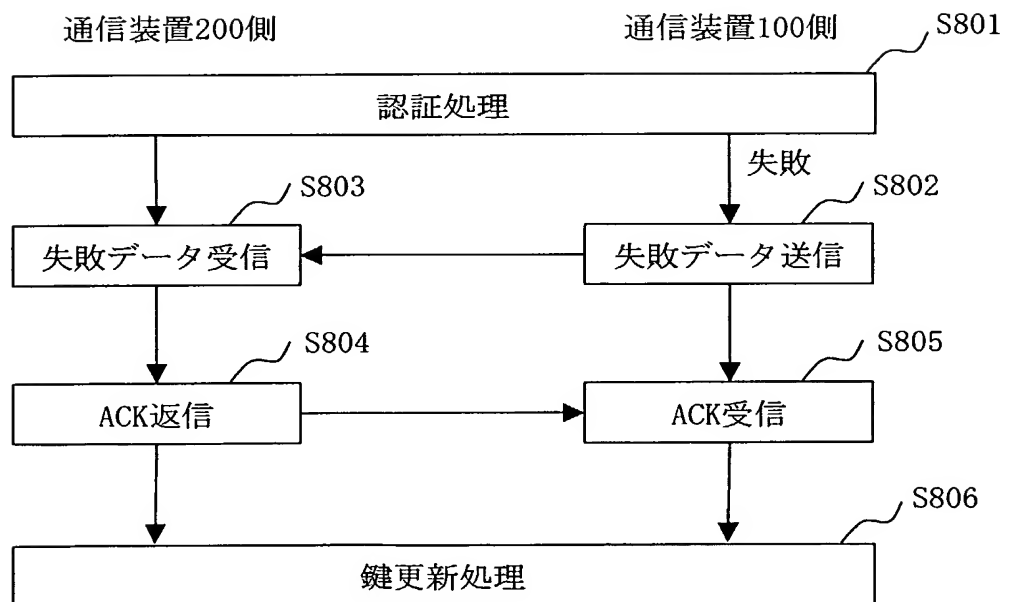 通信装置200側
通信装置100側
S801
認証処理
失敗
S803
S802
失敗データ受信
失敗データ送信
S804
S805
ACK返信
ACK受信
S806
鍵更新処理